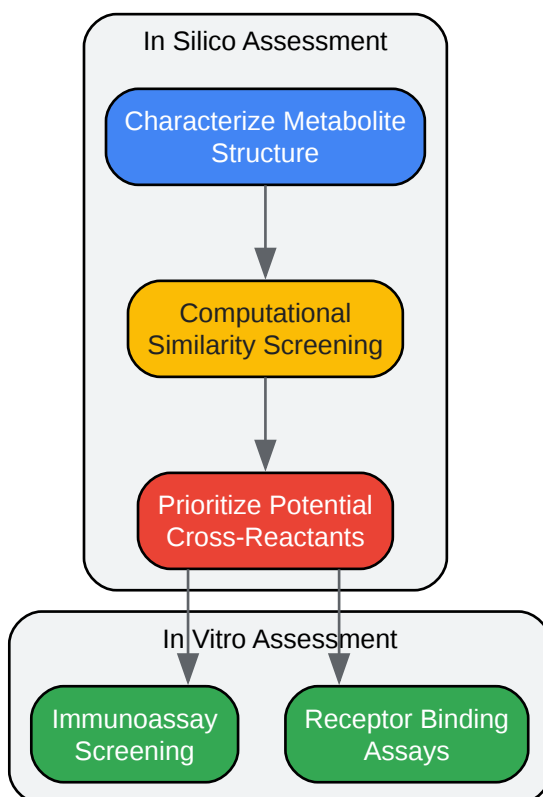 In Silico Assessment
Characterize Metabolite
Structure
Computational
Similarity Screening
Prioritize Potential
Cross-Reactants
In Vitro Assessment
Immunoassay
Screening
Receptor Binding
Assays